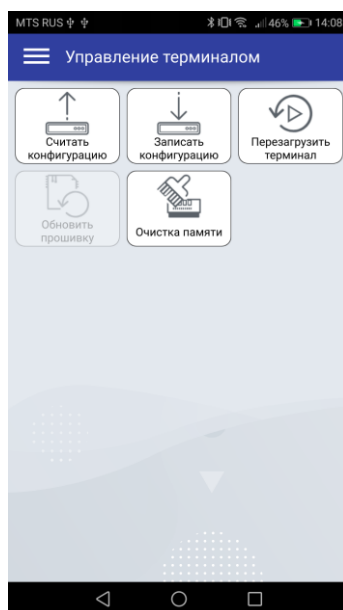 MTS RUS 46% 14:08
Управление терминалом
Считать
конфигурацию
Записать
конфигурацию
Перезагрузить
терминал
Обновить
прошивку
Очистка памяти